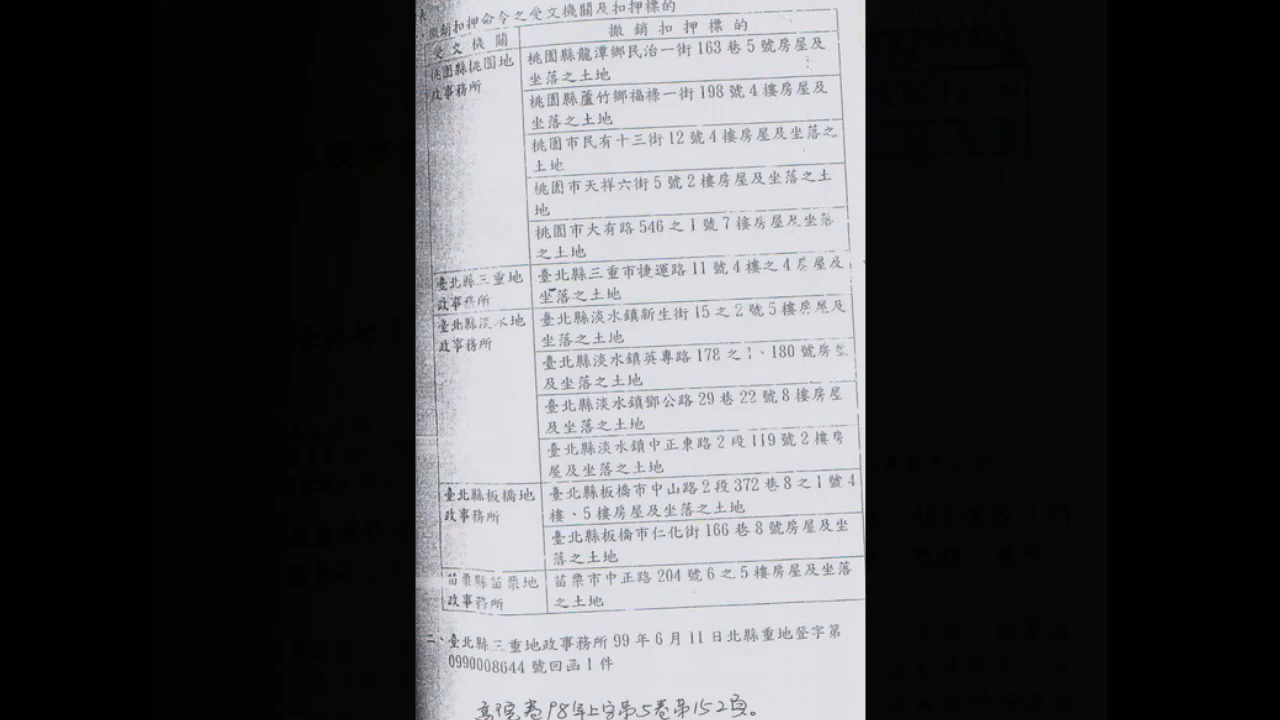 撤銷扣押命令之受文機關及扣押標的
受文機關
撤銷扣押標的
桃園縣桃園地
政事務所
桃園縣龍潭鄉民治一街163巷5號房屋及
坐落之土地
桃園縣蘆竹鄉福祿一街198號4樓房屋及
坐落之土地
桃園市民有十三街12號4樓房屋及坐落之
土地
桃園市天祥六街5號2樓房屋及坐落之土
地
桃園市大有路546之1號7樓房屋及坐落
之土地
臺北縣三重地
政事務所
臺北縣三重市捷運路11號4樓之4房屋及
坐落之土地
臺北縣淡水地
政事務所
臺北縣淡水鎮新生街15之2號5樓房屋及
坐落之土地
臺北縣淡水鎮英專路178之1、180號房屋
及坐落之土地
臺北縣淡水鎮鄧公路29巷22號8樓房屋
及坐落之土地
臺北縣淡水鎮中正東路2段119號2樓房
屋及坐落之土地
臺北縣板橋地
政事務所
臺北縣板橋市中山路2段372巷8之1號4
樓、5樓房屋及坐落之土地
臺北縣板橋市仁化街166巷8號房屋及坐
落之土地
苗栗縣苗栗地
政事務所
苗栗市中正路204號6之5樓房屋及坐落
之土地
二、臺北縣三重地政事務所99年6月11日北縣重地登字第
0990008644號回函1件
高院卷98年上字第5卷第152頁。